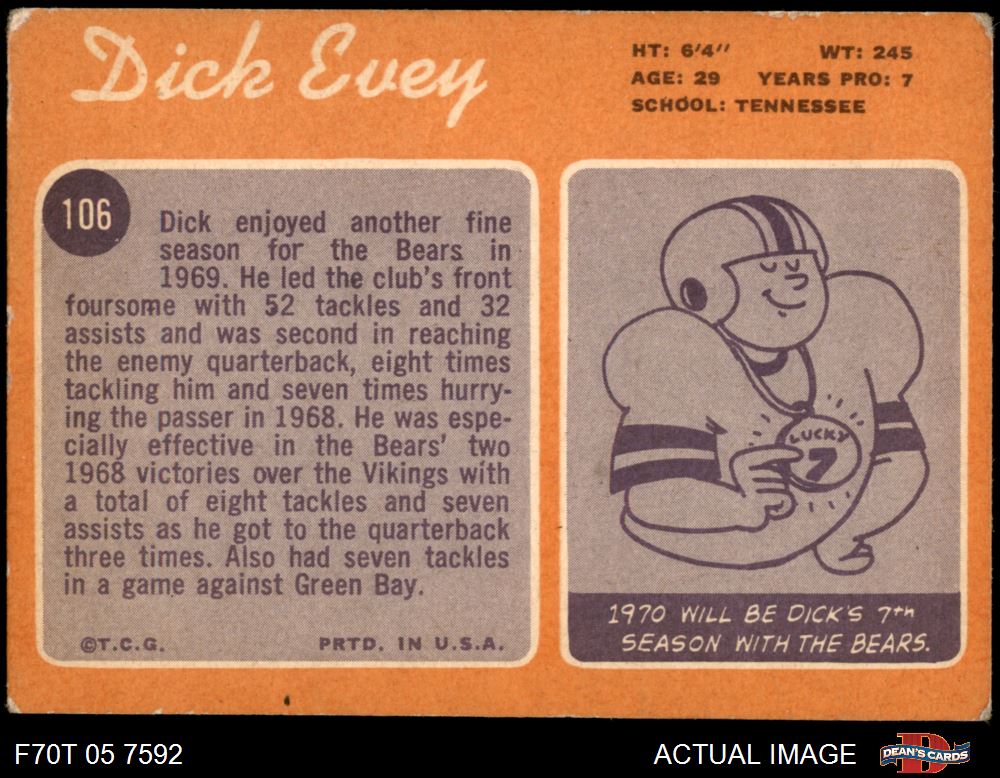 Dick Evey
HT: 6'4" WT: 245
AGE: 29 YEARS PRO: 7
SCHOOL: TENNESSEE
106
Dick enjoyed another fine
season for the Bears in
1969. He led the club's front
foursome with 52 tackles and 32
assists and was second in reaching
the enemy quarterback, eight times
tackling him and seven times hurry-
ing the passer in 1968. He was espe-
cially effective in the Bears' two
1968 victories over the Vikings with
a total of eight tackles and seven
assists as he got to the quarterback
three times. Also had seven tackles
in a game against Green Bay.
©T.C.G. PRTD. IN U.S.A.
LUCKY
7
1970 WILL BE DICK'S 7th
SEASON WITH THE BEARS.
F70T 05 7592
ACTUAL IMAGE
DEAN'S CARDS